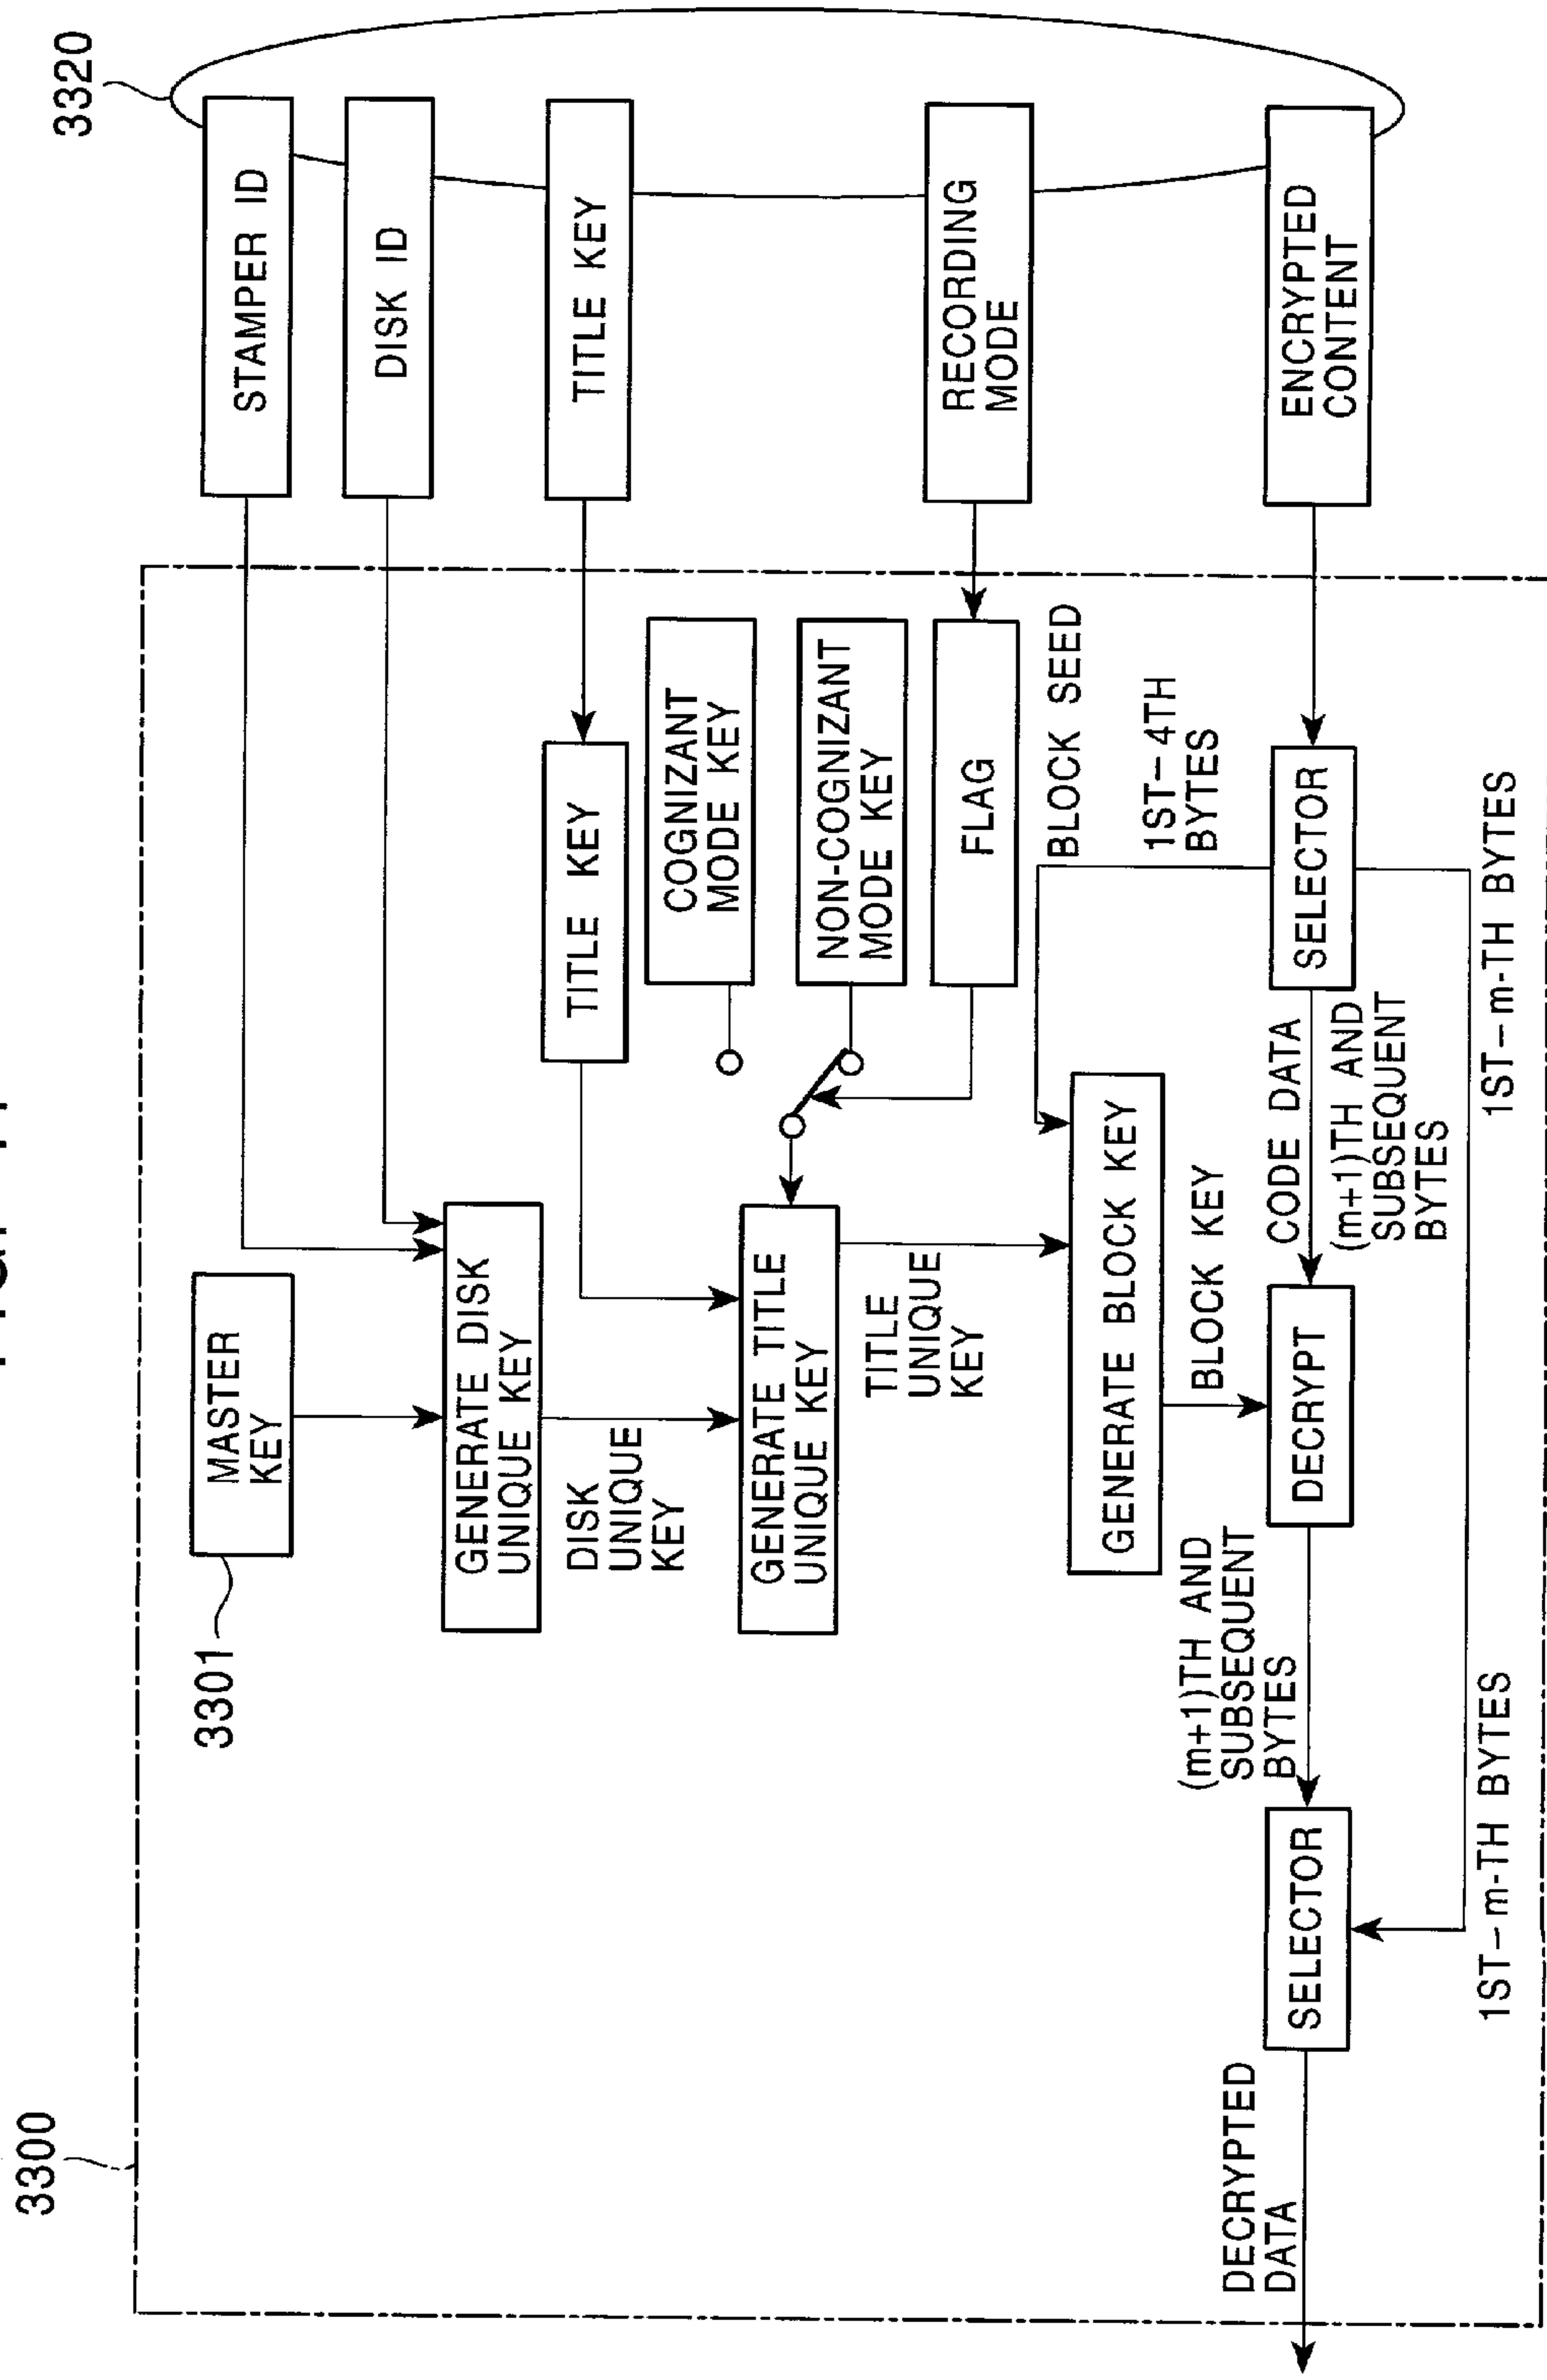 3300
3301
MASTER
KEY
GENERATE DISK
UNIQUE KEY
DISK
UNIQUE
KEY
GENERATE TITLE
UNIQUE KEY
TITLE
UNIQUE
KEY
GENERATE BLOCK KEY
BLOCK KEY
DECRYPT
(m+1)TH AND
SUBSEQUENT
BYTES
SELECTOR
DECRYPTED
DATA
1ST-m-TH BYTES
TITLE KEY
COGNIZANT
MODE KEY
NON-COGNIZANT
MODE KEY
FLAG
BLOCK SEED
1ST-4TH
BYTES
SELECTOR
CODE DATA
(m+1)TH AND
SUBSEQUENT
BYTES
1ST-m-TH BYTES
3320
STAMPER ID
DISK ID
TITLE KEY
RECORDING
MODE
ENCRYPTED
CONTENT